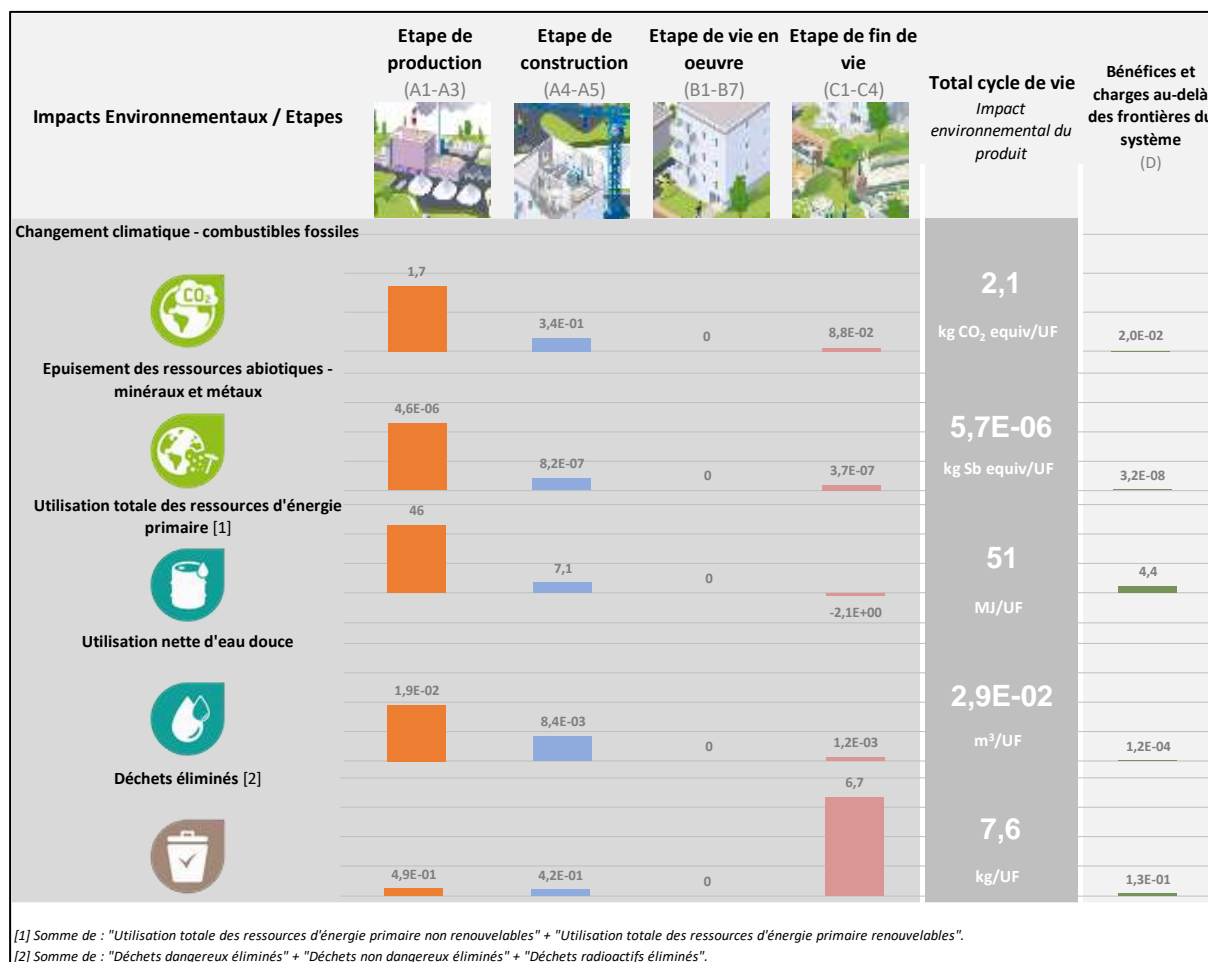 Impacts Environnementaux / Etapes
Etape de
production
(A1-A3)
Etape de
construction
(A4-A5)
Etape de vie en
oeuvre
(B1-B7)
Etape de fin de
vie
(C1-C4)
Total cycle de vie
Impact
environnemental du
produit
Bénéfices et
charges au-delà
des frontières du
système
(D)
Changement climatique - combustibles fossiles
CO2
1,7
3,4E-01
0
8,8E-02
2,1
kg CO₂ equiv/UF
2,0E-02
Epuisement des ressources abiotiques -
minéraux et métaux
4,6E-06
8,2E-07
0
3,7E-07
5,7E-06
kg Sb equiv/UF
3,2E-08
Utilisation totale des ressources d'énergie
primaire [1]
46
7,1
0
-2,1E+00
51
MJ/UF
4,4
Utilisation nette d'eau douce
1,9E-02
8,4E-03
0
1,2E-03
2,9E-02
m³/UF
1,2E-04
Déchets éliminés [2]
4,9E-01
4,2E-01
0
6,7
7,6
kg/UF
1,3E-01
[1] Somme de : "Utilisation totale des ressources d'énergie primaire non renouvelables" + "Utilisation totale des ressources d'énergie primaire renouvelables".
[2] Somme de : "Déchets dangereux éliminés" + "Déchets non dangereux éliminés" + "Déchets radioactifs éliminés".